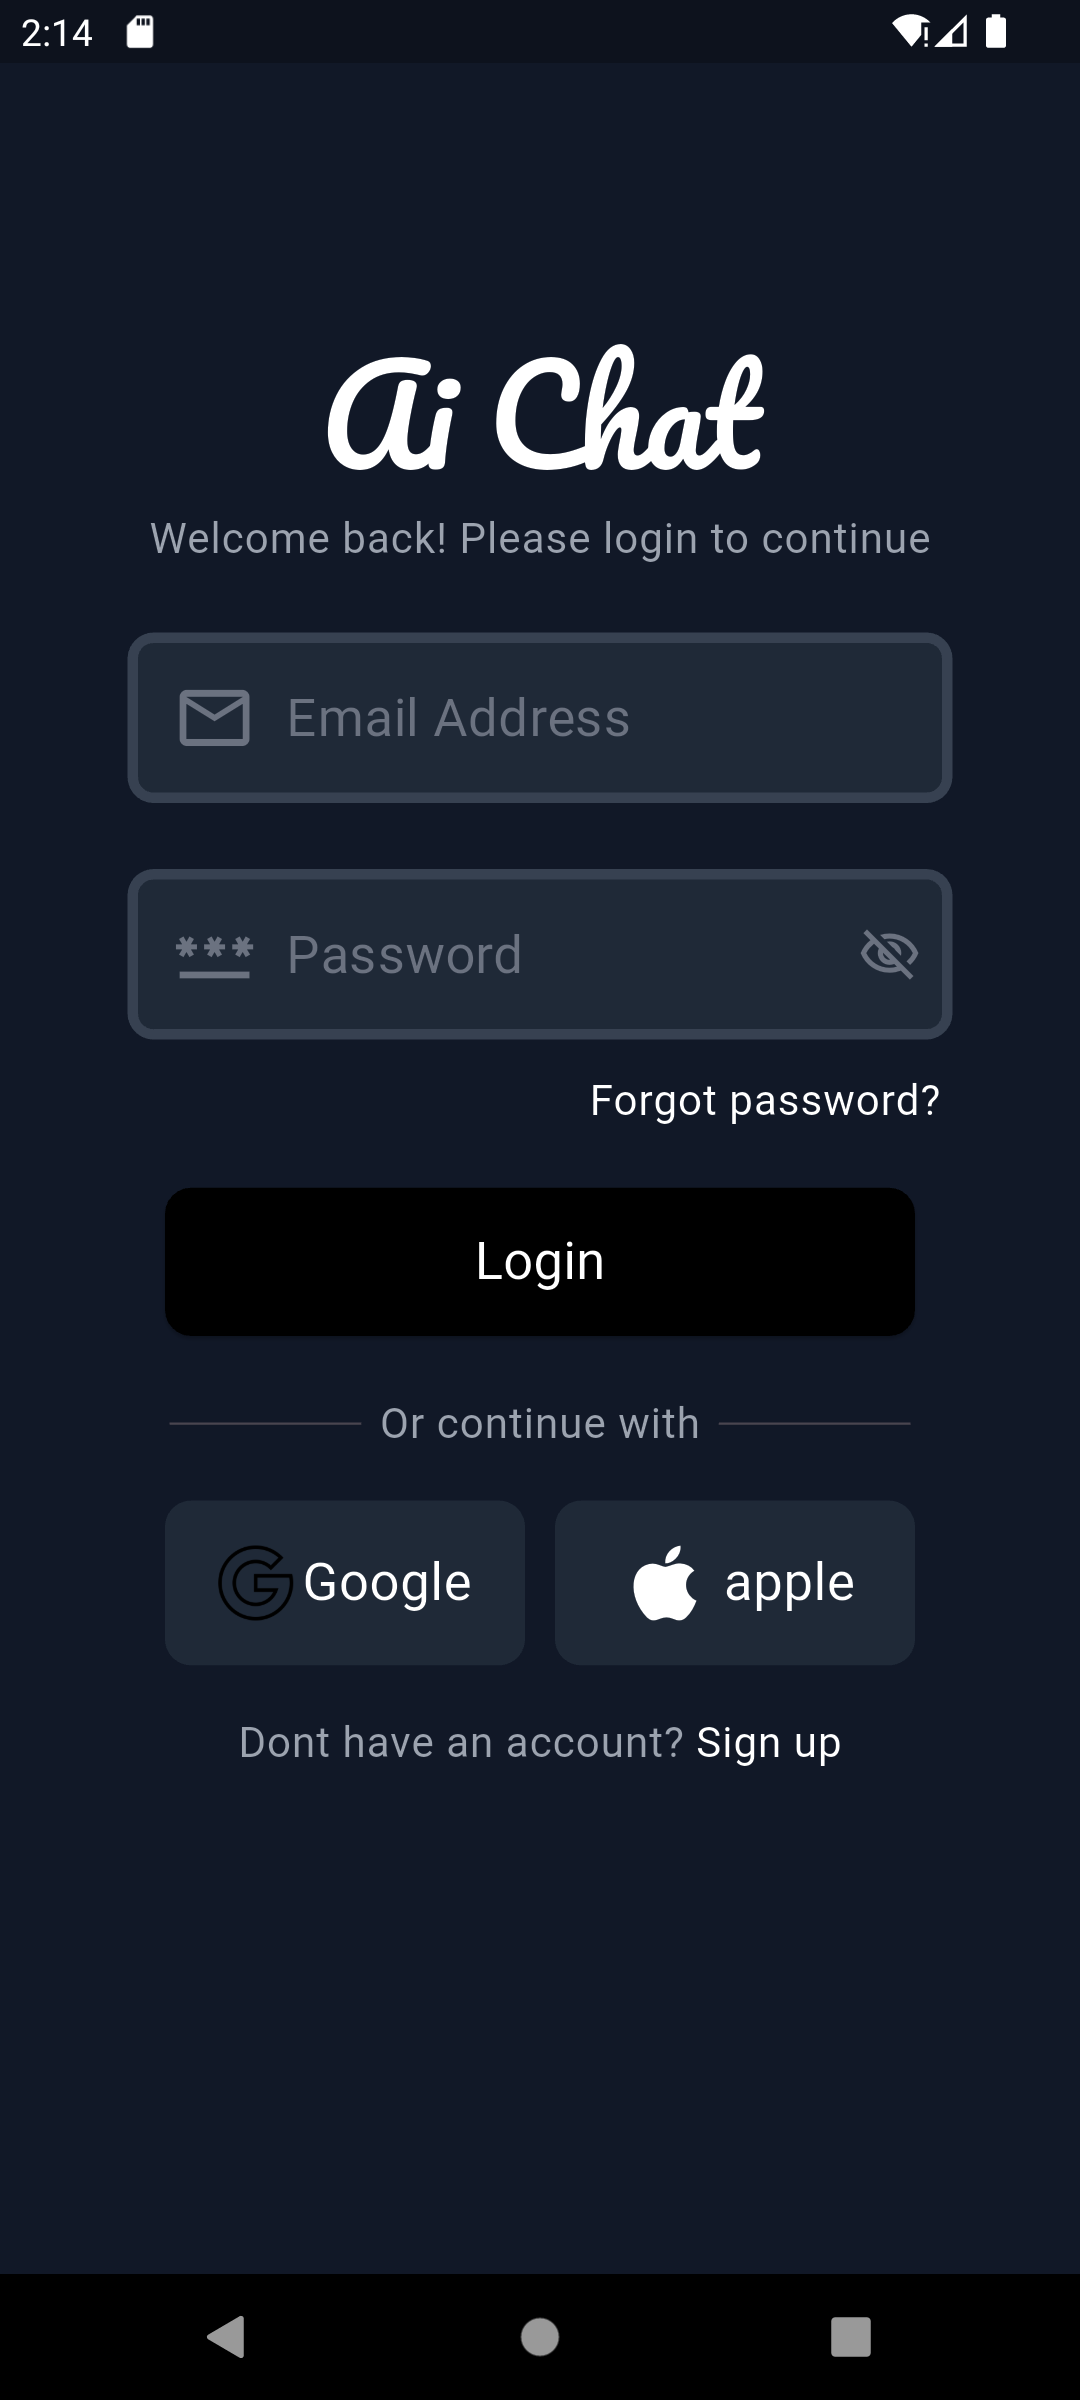 2:14
Ai Chat
Welcome back! Please login to continue
Email Address
*** Password
Forgot password?
Login
Or continue with
Google apple
Dont have an account? Sign up